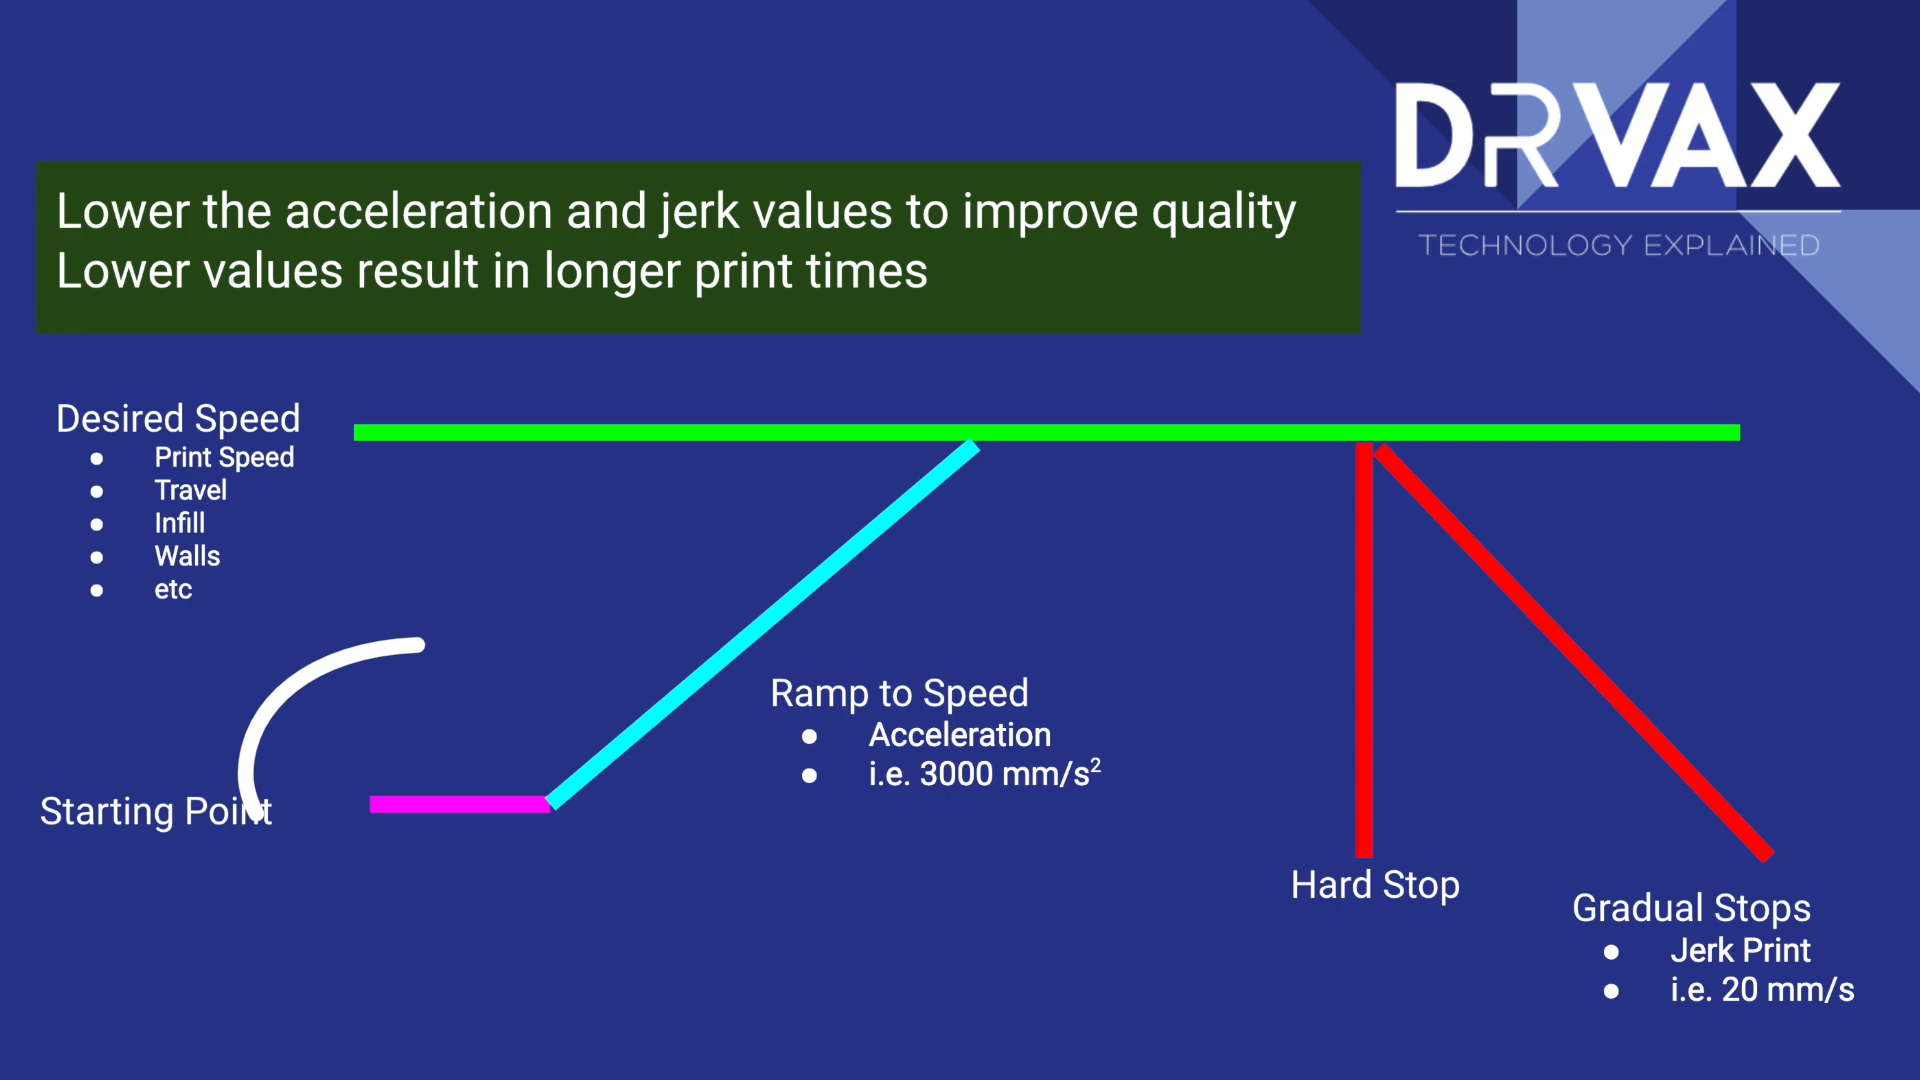 DRVAX
TECHNOLOGY EXPLAINED
Lower the acceleration and jerk values to improve quality
Lower values result in longer print times
Desired Speed
● Print Speed
● Travel
● Infill
● Walls
● etc
Starting Point
Ramp to Speed
● Acceleration
● i.e. 3000 mm/s²
Hard Stop
Gradual Stops
● Jerk Print
● i.e. 20 mm/s